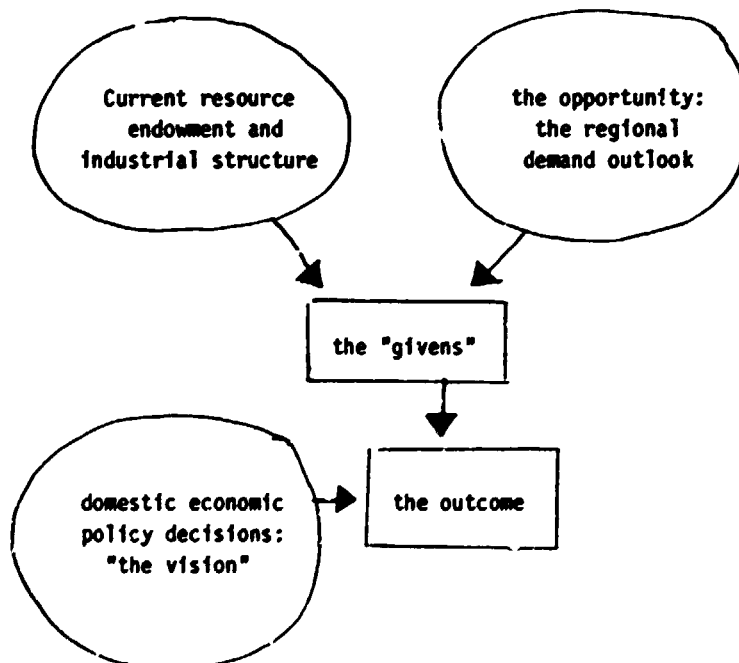 Current resource
endowment and
industrial structure
the opportunity:
the regional
demand outlook
the "givens"
domestic economic
policy decisions:
"the vision"
the outcome